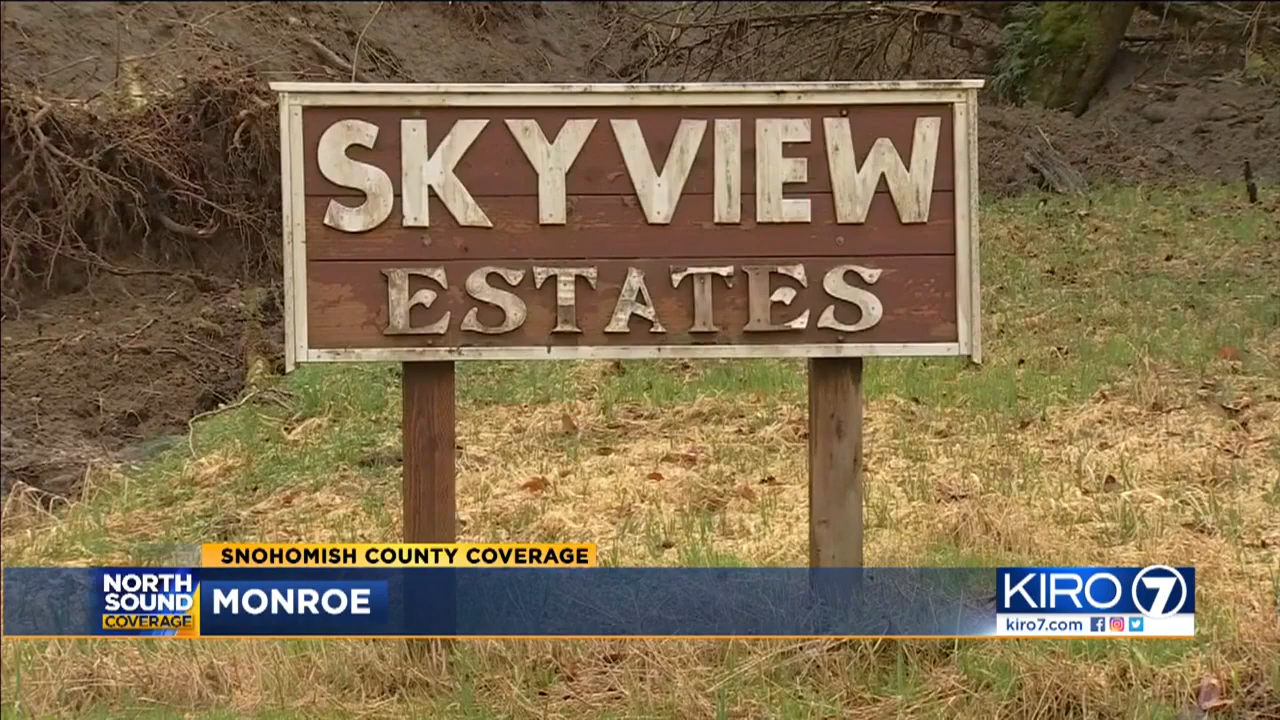 SKYVIEW
ESTATES
SNOHOMISH COUNTY COVERAGE
NORTH
SOUND
COVERAGE
MONROE
KIRO 7
kiro7.com